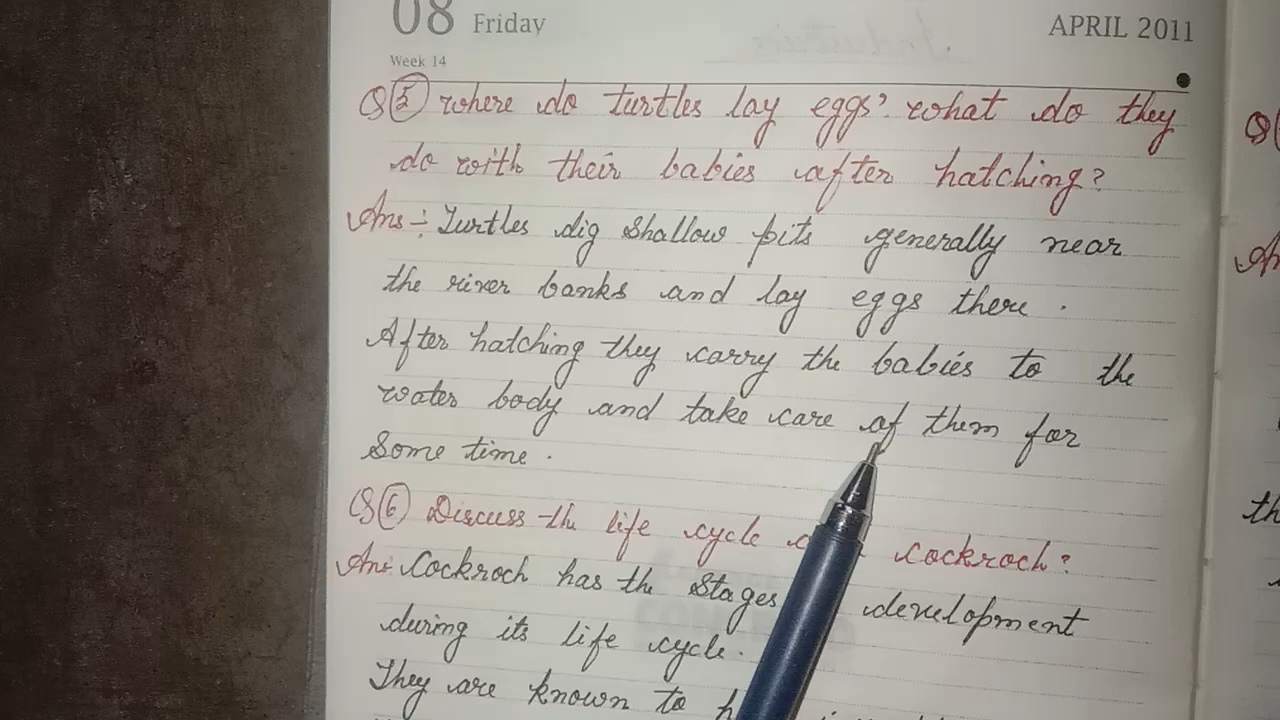 08 Friday APRIL 2011
Week 14
Q5 where do turtles lay eggs? what do they
do with their babies after hatching?
Ans:- Turtles dig shallow pits generally near
the river banks and lay eggs there.
After hatching they carry the babies to the
water body and take care of them for
some time.
Q6 Discuss the life cycle cockroch?
Ans: Cockroch has the stages development
during its life cycle.
They are known to
th